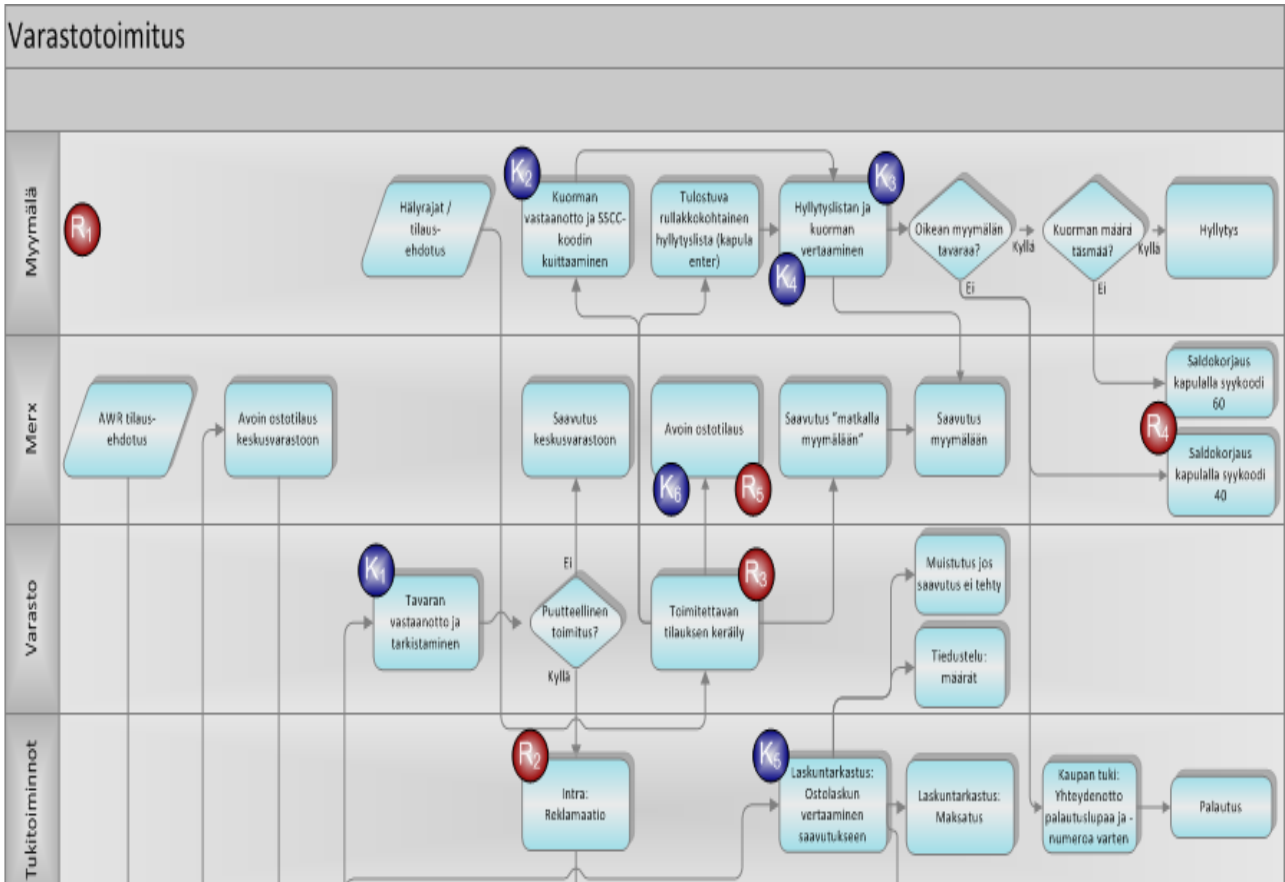 Varastotoimitus
Myymälä
R1
Hälyrajat /
tilaus-
ehdotus
K2
Kuorman
vastaanotto ja SSCC-
koodin
kuittaaminen
Tulostuva
rullakkokohtainen
hyllytyslista (kapula
enter)
K3
Hyllytyslistan ja
kuorman
vertaaminen
K4
Oikean myymälän
tavaraa?
Kyllä
Ei
Kuorman määrä
täsmää?
Kyllä
Ei
Hyllytys
Merx
AWR tilaus-
ehdotus
Avoin ostotilaus
keskusvarastoon
Saavutus
keskusvarastoon
Avoin ostotilaus
K6
R5
Saavutus "matkalla
myymälään"
Saavutus
myymälään
Saldokorjaus
kapulalla syykoodi
60
R4
Saldokorjaus
kapulalla syykoodi
40
Varasto
K1
Tavaran
vastaanotto ja
tarkistaminen
Ei
Puutteellinen
toimitus?
Kyllä
R3
Toimitettavan
tilauksen keräily
Muistutus jos
saavutus ei tehty
Tiedustelu:
määrät
Tukitoiminnot
R2
Intra:
Reklamaatio
K5
Laskuntarkastus:
Ostolaskun
vertaaminen
saavutukseen
Laskuntarkastus:
Maksatus
Kaupan tuki:
Yhteydenotto
palautuslupaa ja -
numeroa varten
Palautus